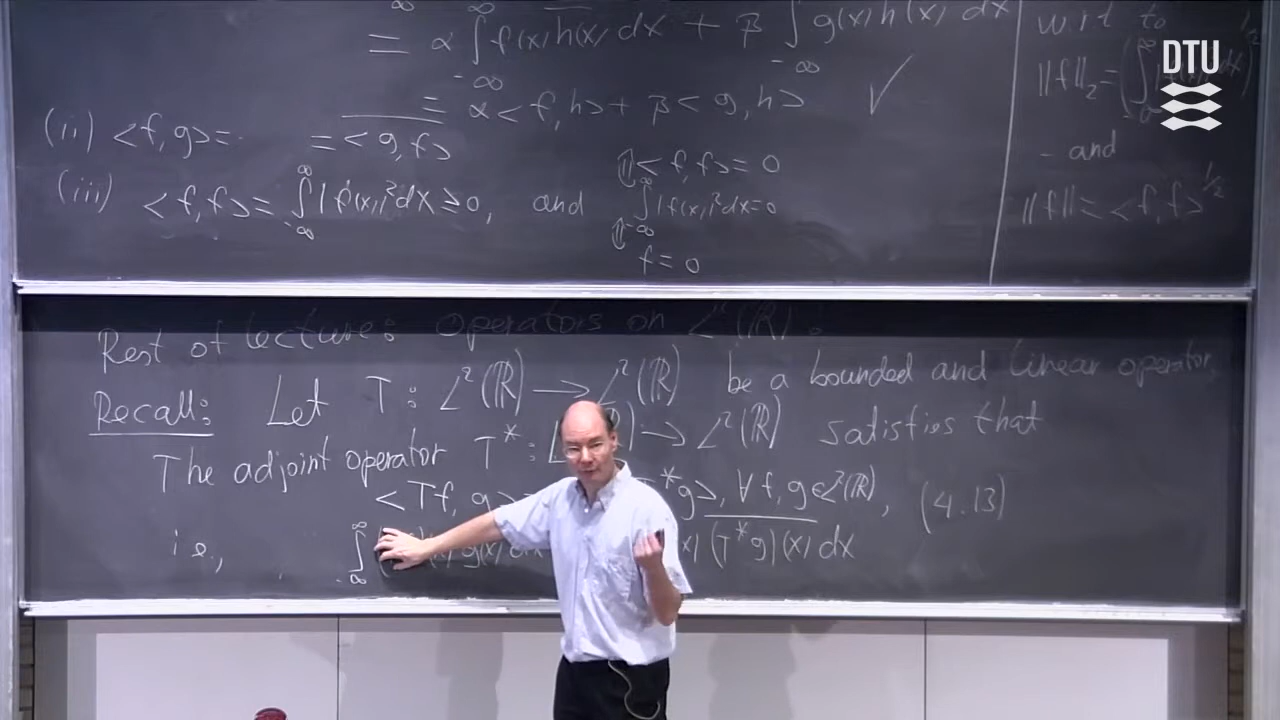 = α ∫_{-∞}^{∞} f(x) \overline{h(x)} dx + β ∫_{-∞}^{∞} g(x) h(x) dx
= α<f,h> + β<g,h> ✓
(ii) <f,g> = ·· = \overline{<g,f>}
(iii) <f,f> = ∫_{-∞}^{∞} |f(x)|² dx ≥ 0, and
<f,f> = 0
⇕ ∫_{-∞}^{∞} |f(x)|² dx = 0
⇕ f = 0
w.r.t to
||f||₂ =
- and
||f|| = <f,f>^{1/2}
DTU
Rest of lecture: Operators on L²(ℝ).
Recall: Let T: L²(ℝ) → L²(ℝ) be a bounded and linear operator
The adjoint operator T*: L → L²(ℝ) satisfies that
<Tf, g> *g>, ∀ f,g ∈ L²(ℝ), (4.13)
i.e., ∫_{-∞}^{∞} (x) g(x) (T*g)(x) dx